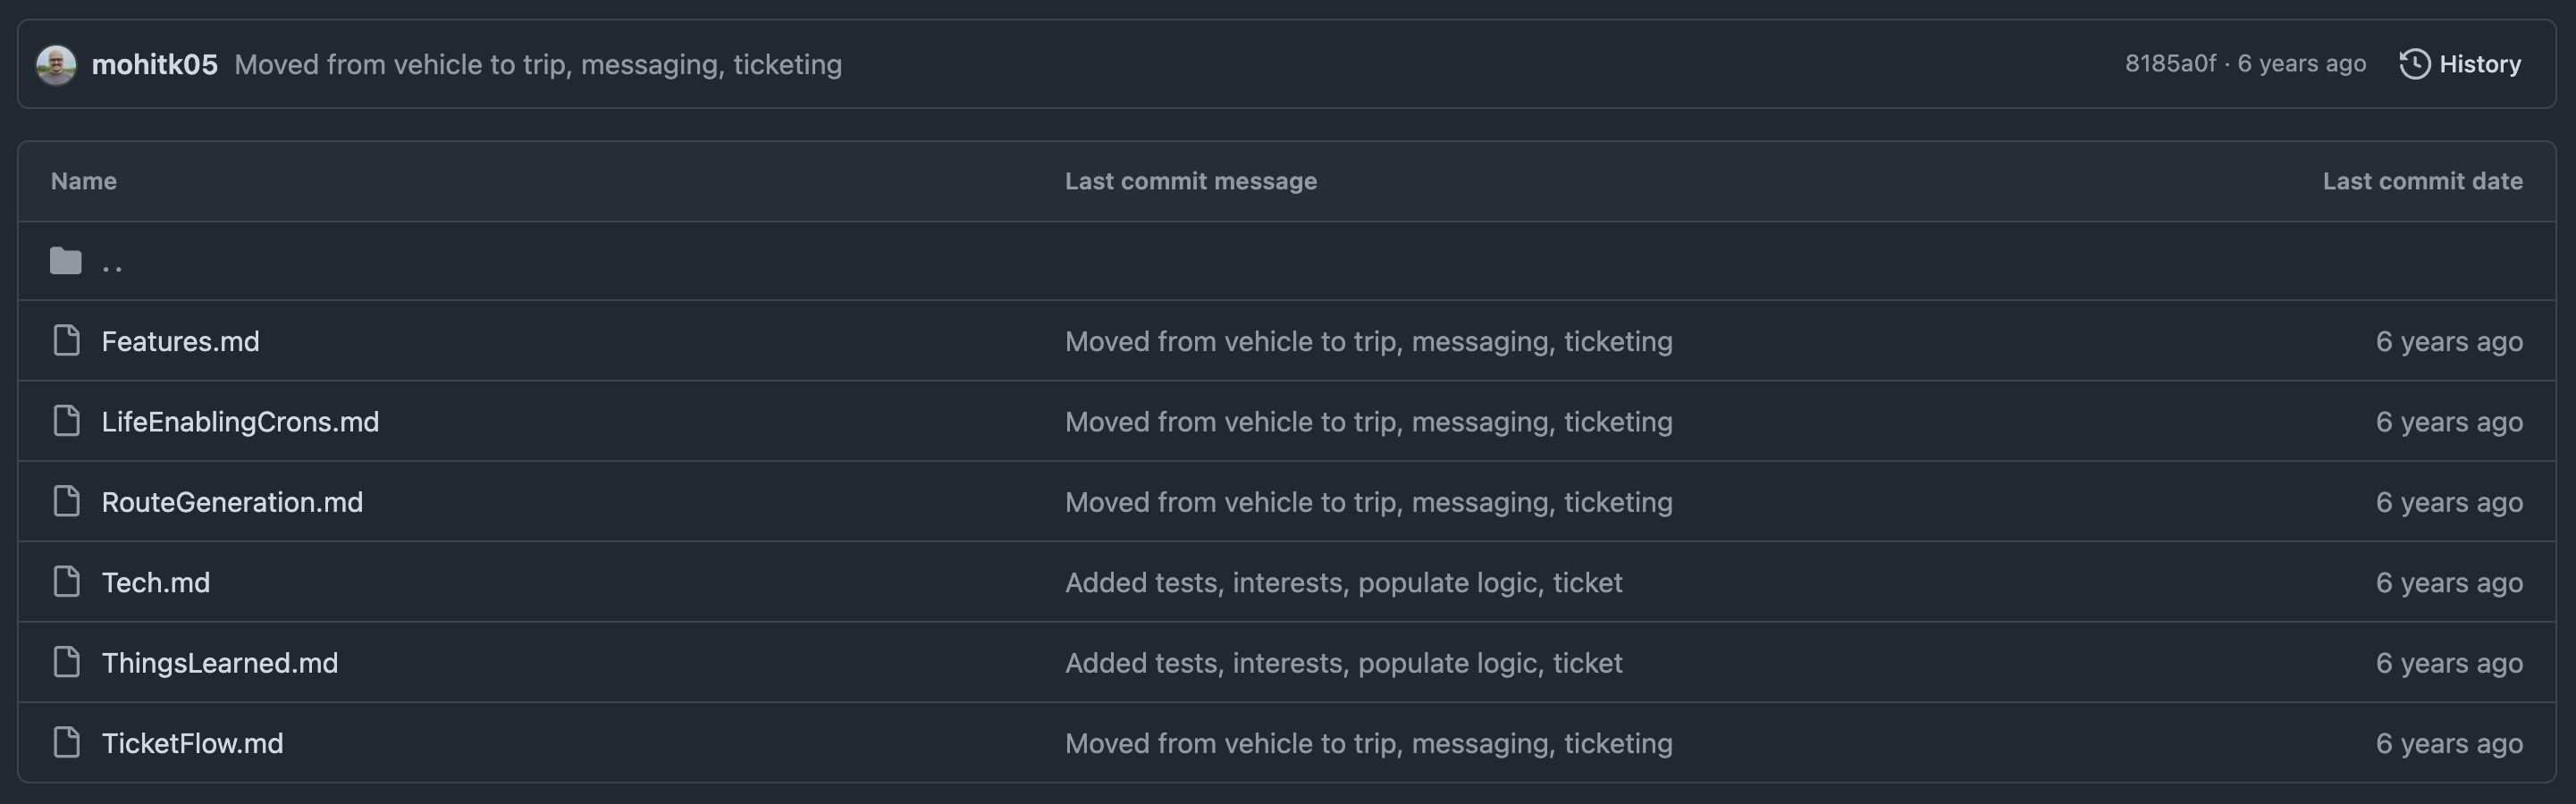 mohitk05 Moved from vehicle to trip, messaging, ticketing 8185a0f · 6 years ago History
Name Last commit message Last commit date
..
Features.md Moved from vehicle to trip, messaging, ticketing 6 years ago
LifeEnablingCrons.md Moved from vehicle to trip, messaging, ticketing 6 years ago
RouteGeneration.md Moved from vehicle to trip, messaging, ticketing 6 years ago
Tech.md Added tests, interests, populate logic, ticket 6 years ago
ThingsLearned.md Added tests, interests, populate logic, ticket 6 years ago
TicketFlow.md Moved from vehicle to trip, messaging, ticketing 6 years ago